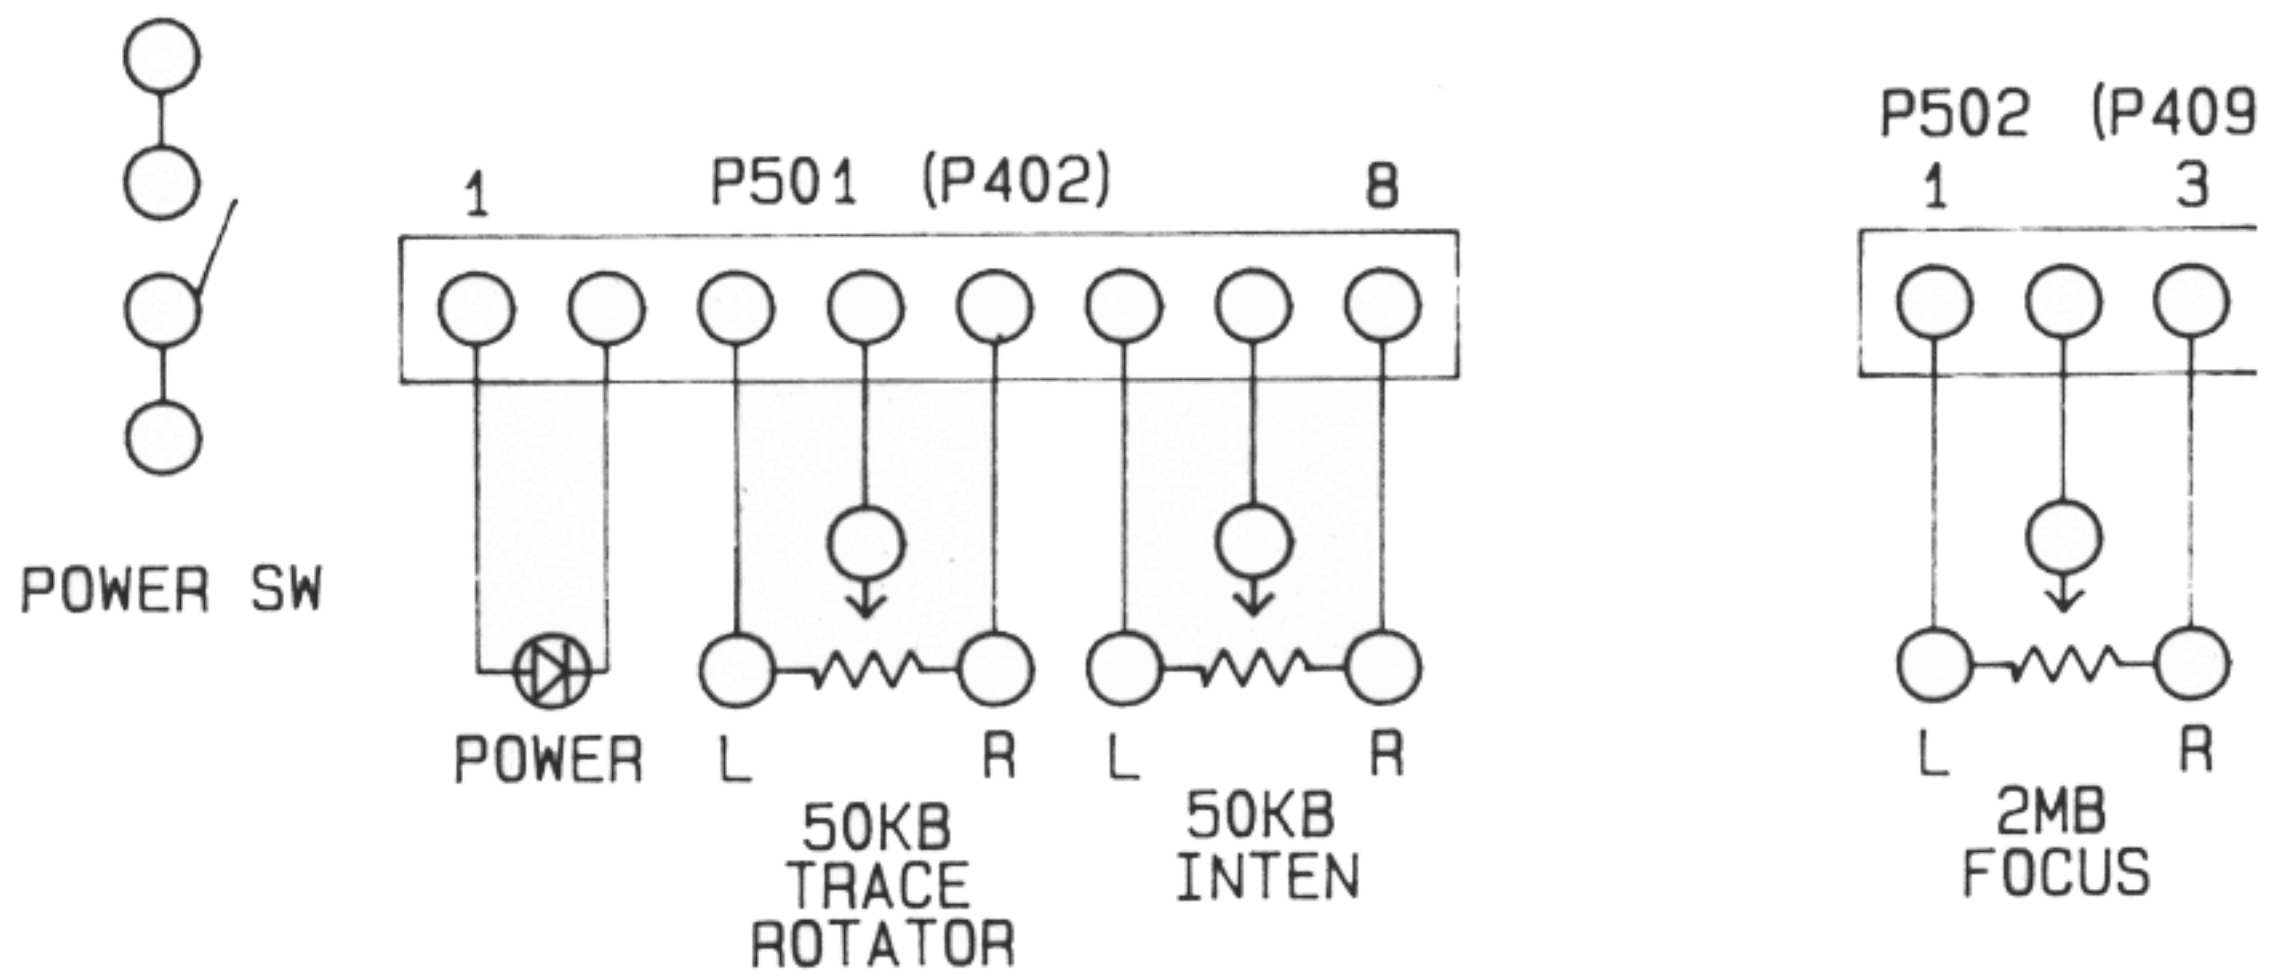 P502 (P409
1 P501 (P402) 8
1 3
POWER SW
POWER
L R
L R
L R
50KB
TRACE
ROTATOR
50KB
INTEN
2MB
FOCUS